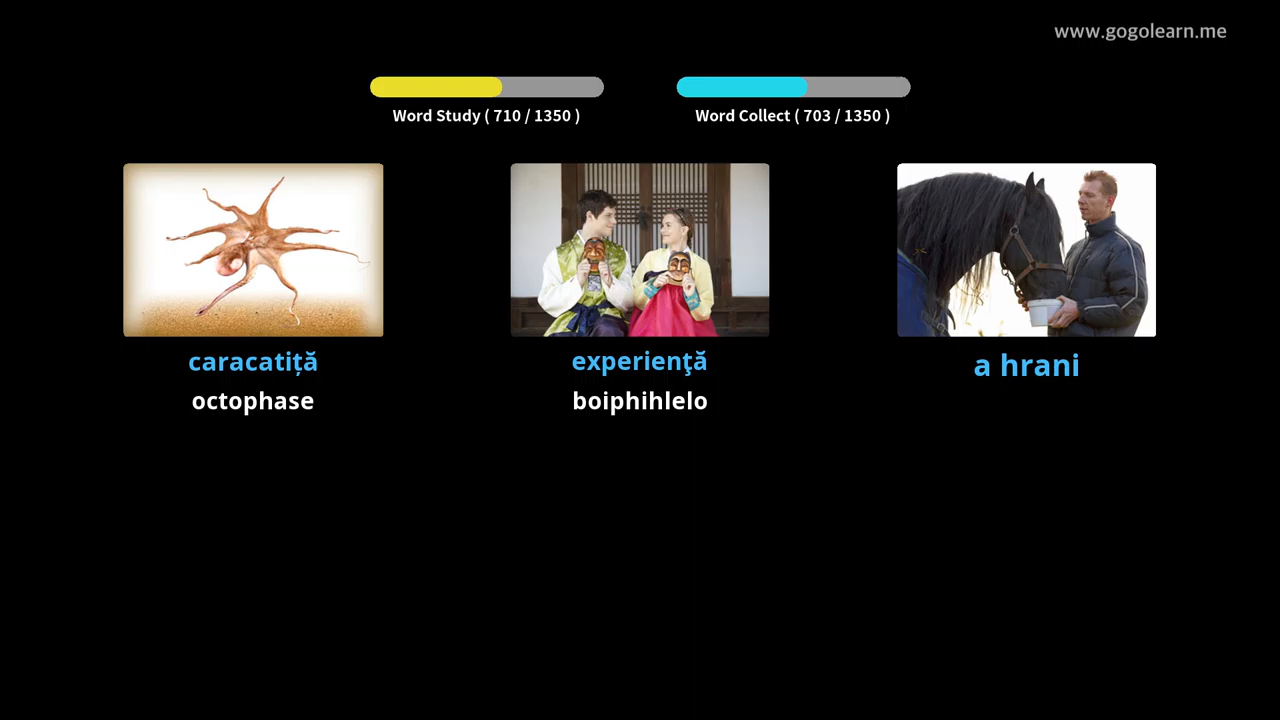 www.gogolearn.me
Word Study ( 710 / 1350 )
Word Collect ( 703 / 1350 )
caracatiță
octophase
experienţă
boiphihlelo
a hrani